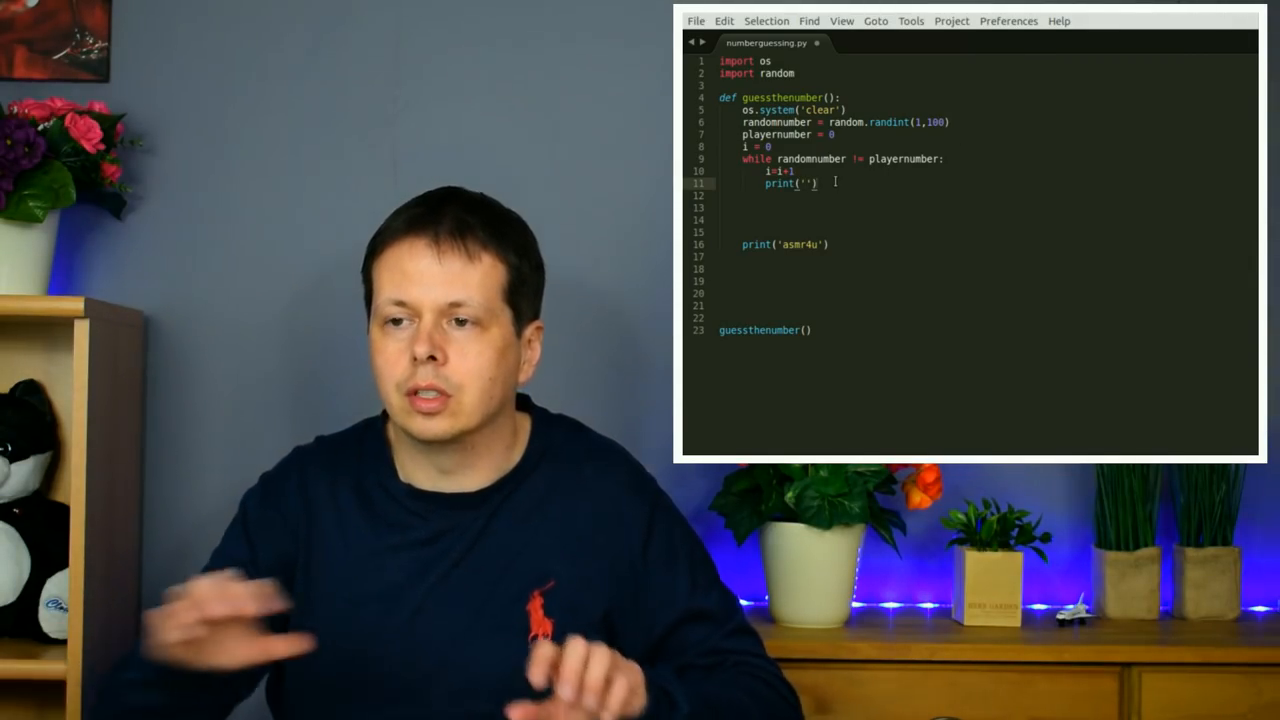 File Edit Selection Find View Goto Tools Project Preferences Help
numberguessing.py
1 import os
2 import random
3
4 def guessthenumber():
5 os.system('clear')
6 randomnumber = random.randint(1,100)
7 playernumber = 0
8 i = 0
9 while randomnumber != playernumber:
10 i=i+1
11 print('')
12
13
14
15
16 print('asmr4u')
17
18
19
20
21
22
23 guessthenumber()
HERB GARDEN